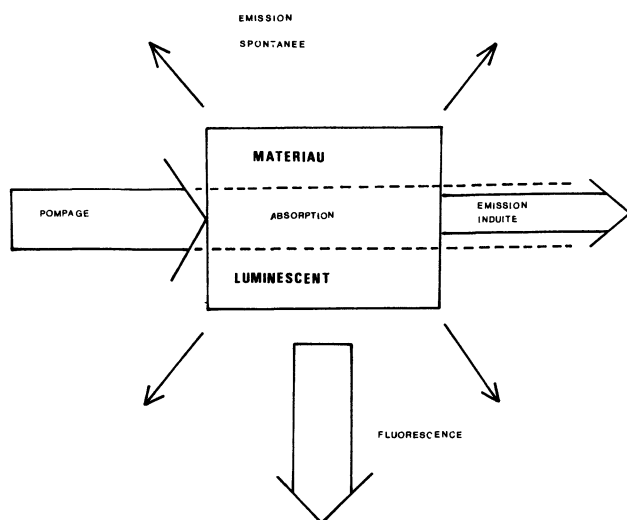 EMISSION
SPONTANEE
MATERIAU
POMPAGE
ABSORPTION
EMISSION
INDUITE
LUMINESCENT
FLUORESCENCE